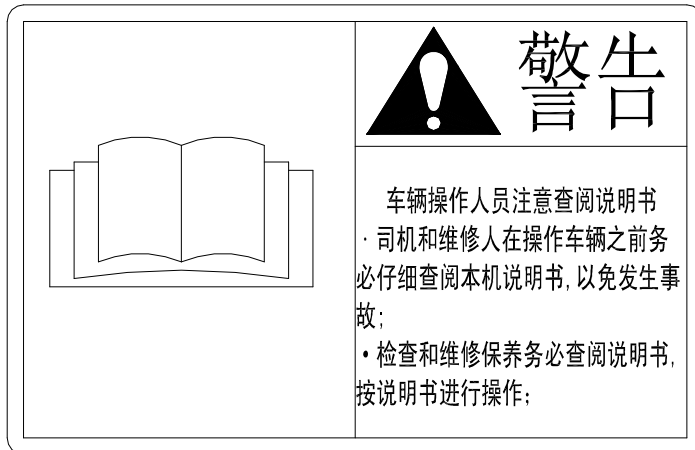 警告
车辆操作人员注意查阅说明书
·司机和维修人在操作车辆之前务
必仔细查阅本机说明书,以免发生事
故;
•检查和维修保养务必查阅说明书,
按说明书进行操作;